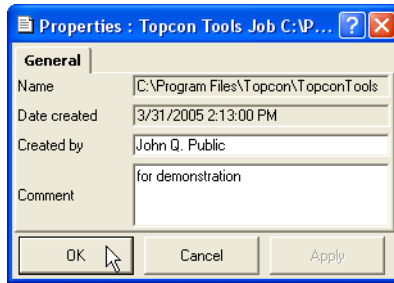 Properties : Topcon Tools Job C:\P...
General
Name C:\Program Files\Topcon\TopconTools
Date created 3/31/2005 2:13:00 PM
Created by John Q. Public
Comment for demonstration
OK Cancel Apply